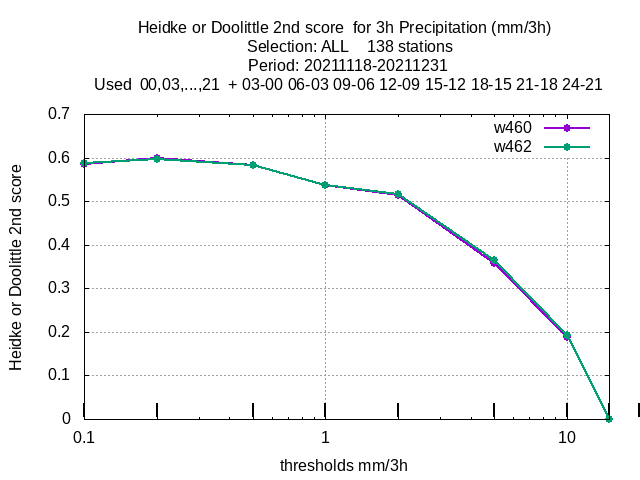 Heidke or Doolittle 2nd score  for 3h Precipitation (mm/3h)
Selection: ALL    138 stations
Period: 20211118-20211231
Used  00,03,...,21  + 03-00 06-03 09-06 12-09 15-12 18-15 21-18 24-21
w460
w462
Heidke or Doolittle 2nd score
0.7
0.6
0.5
0.4
0.3
0.2
0.1
0
0.1 1 10
thresholds mm/3h